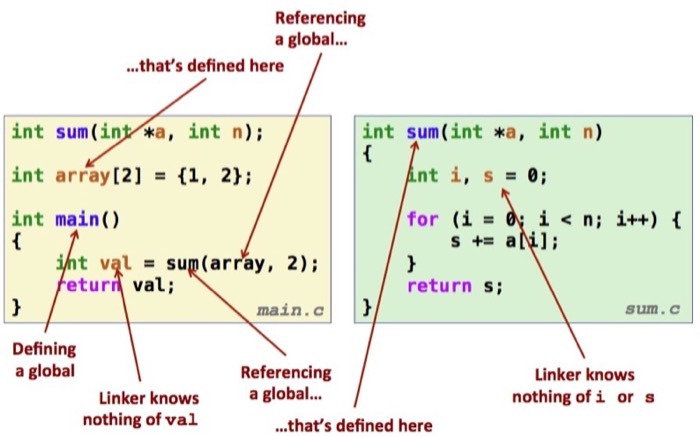 Referencing
a global...
...that's defined here
int sum(int *a, int n);
int array[2] = {1, 2};
int main()
{
int val = sum(array, 2);
return val;
}
main.c
int sum(int *a, int n)
{
int i, s = 0;
for (i = 0; i < n; i++) {
s += a[i];
}
return s;
}
sum.c
Defining
a global
Linker knows
nothing of val
Referencing
a global...
...that's defined here
Linker knows
nothing of i or s